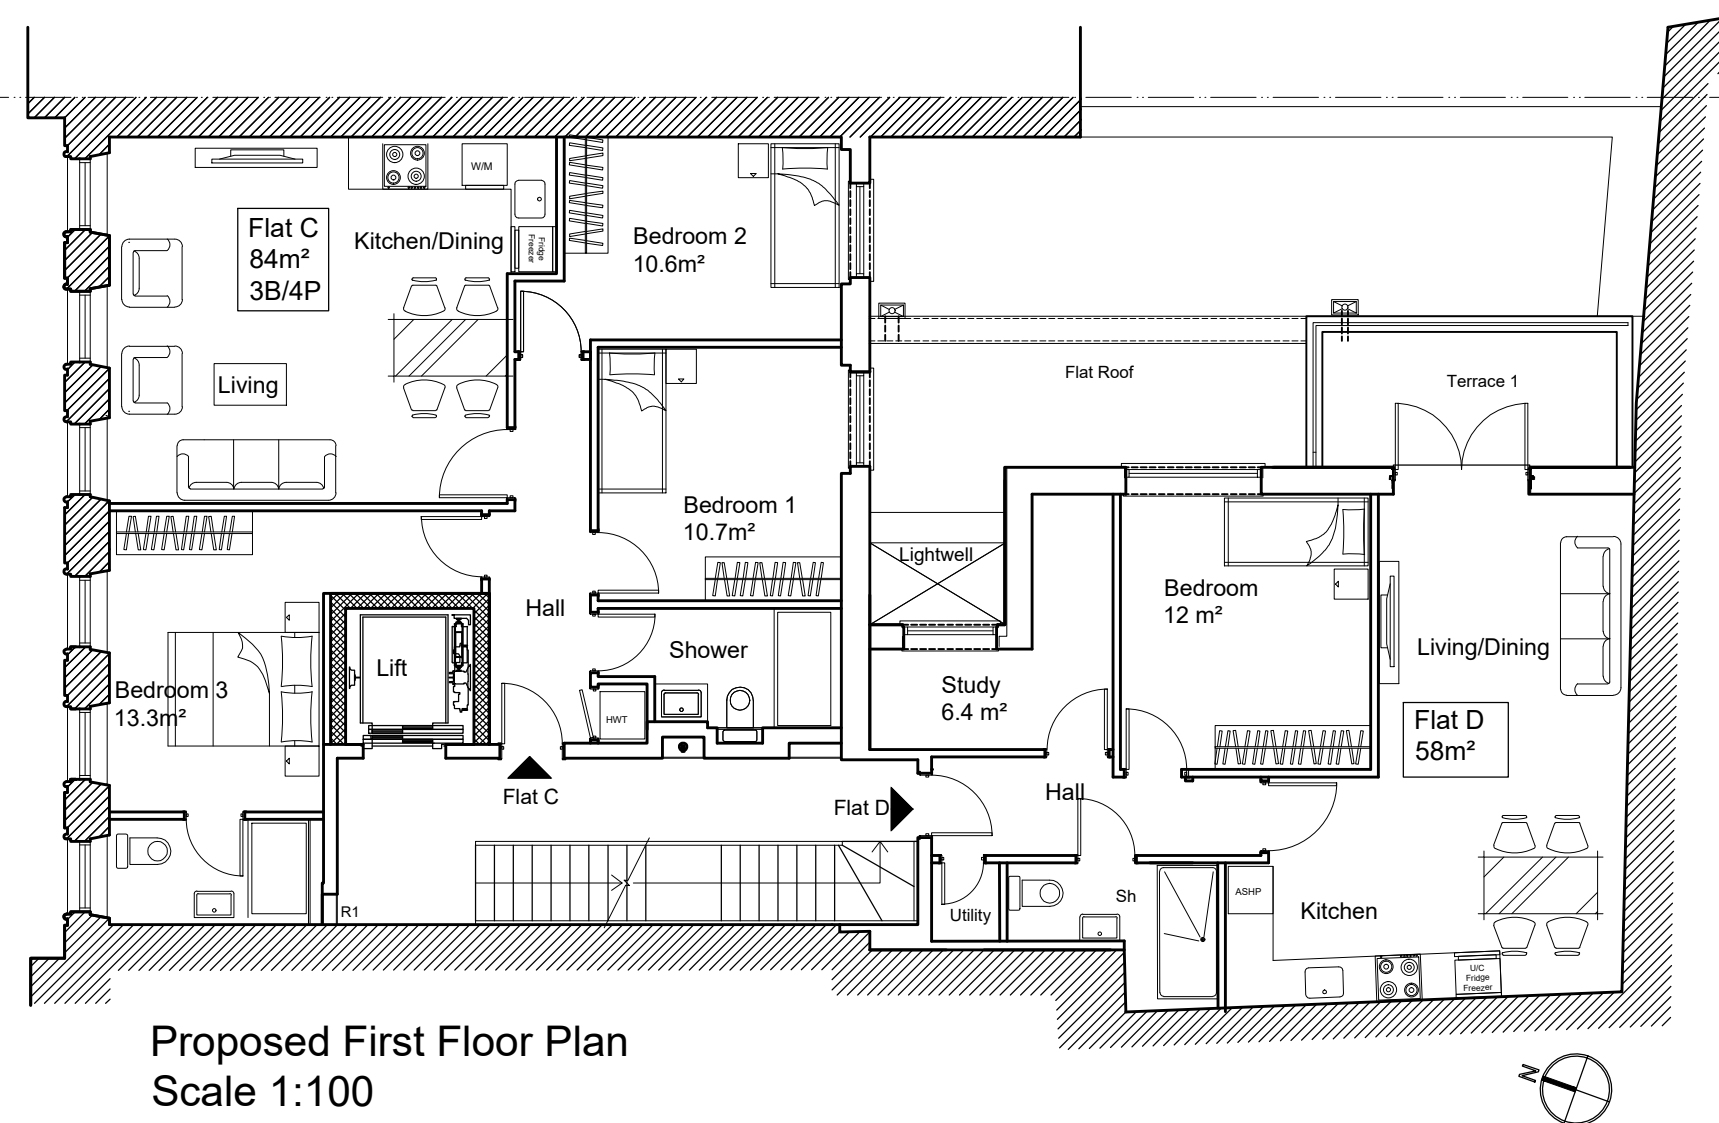 W/M
Flat C
84m²
3B/4P
Kitchen/Dining
Fridge
Freezer
Bedroom 2
10.6m²
Living
Flat Roof
Terrace 1
Bedroom 1
10.7m²
Lightwell
Bedroom
12 m²
Hall
Shower
Lift
Living/Dining
Bedroom 3
13.3m²
Study
6.4 m²
HWT
Flat D
58m²
Flat C
Flat D
Hall
ASHP
Sh
R1
Utility
Kitchen
U/C
Fridge
Freezer
Proposed First Floor Plan
Scale 1:100
N